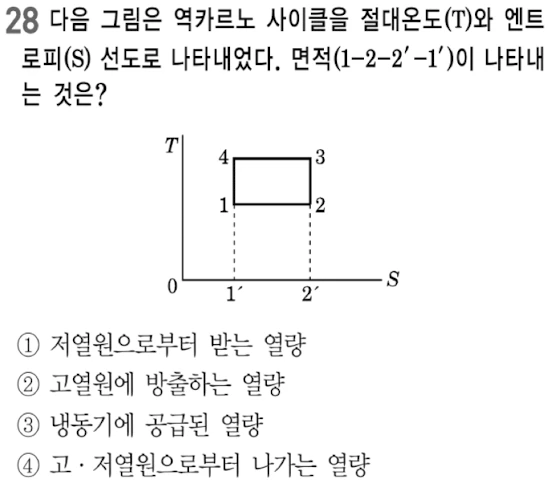 28 다음 그림은 역카르노 사이클을 절대온도(T)와 엔트
로피(S) 선도로 나타내었다. 면적(1-2-2′-1′)이 나타내
는 것은?
T
4 3
1 2
0 1′ 2′ S
① 저열원으로부터 받는 열량
② 고열원에 방출하는 열량
③ 냉동기에 공급된 열량
④ 고·저열원으로부터 나가는 열량